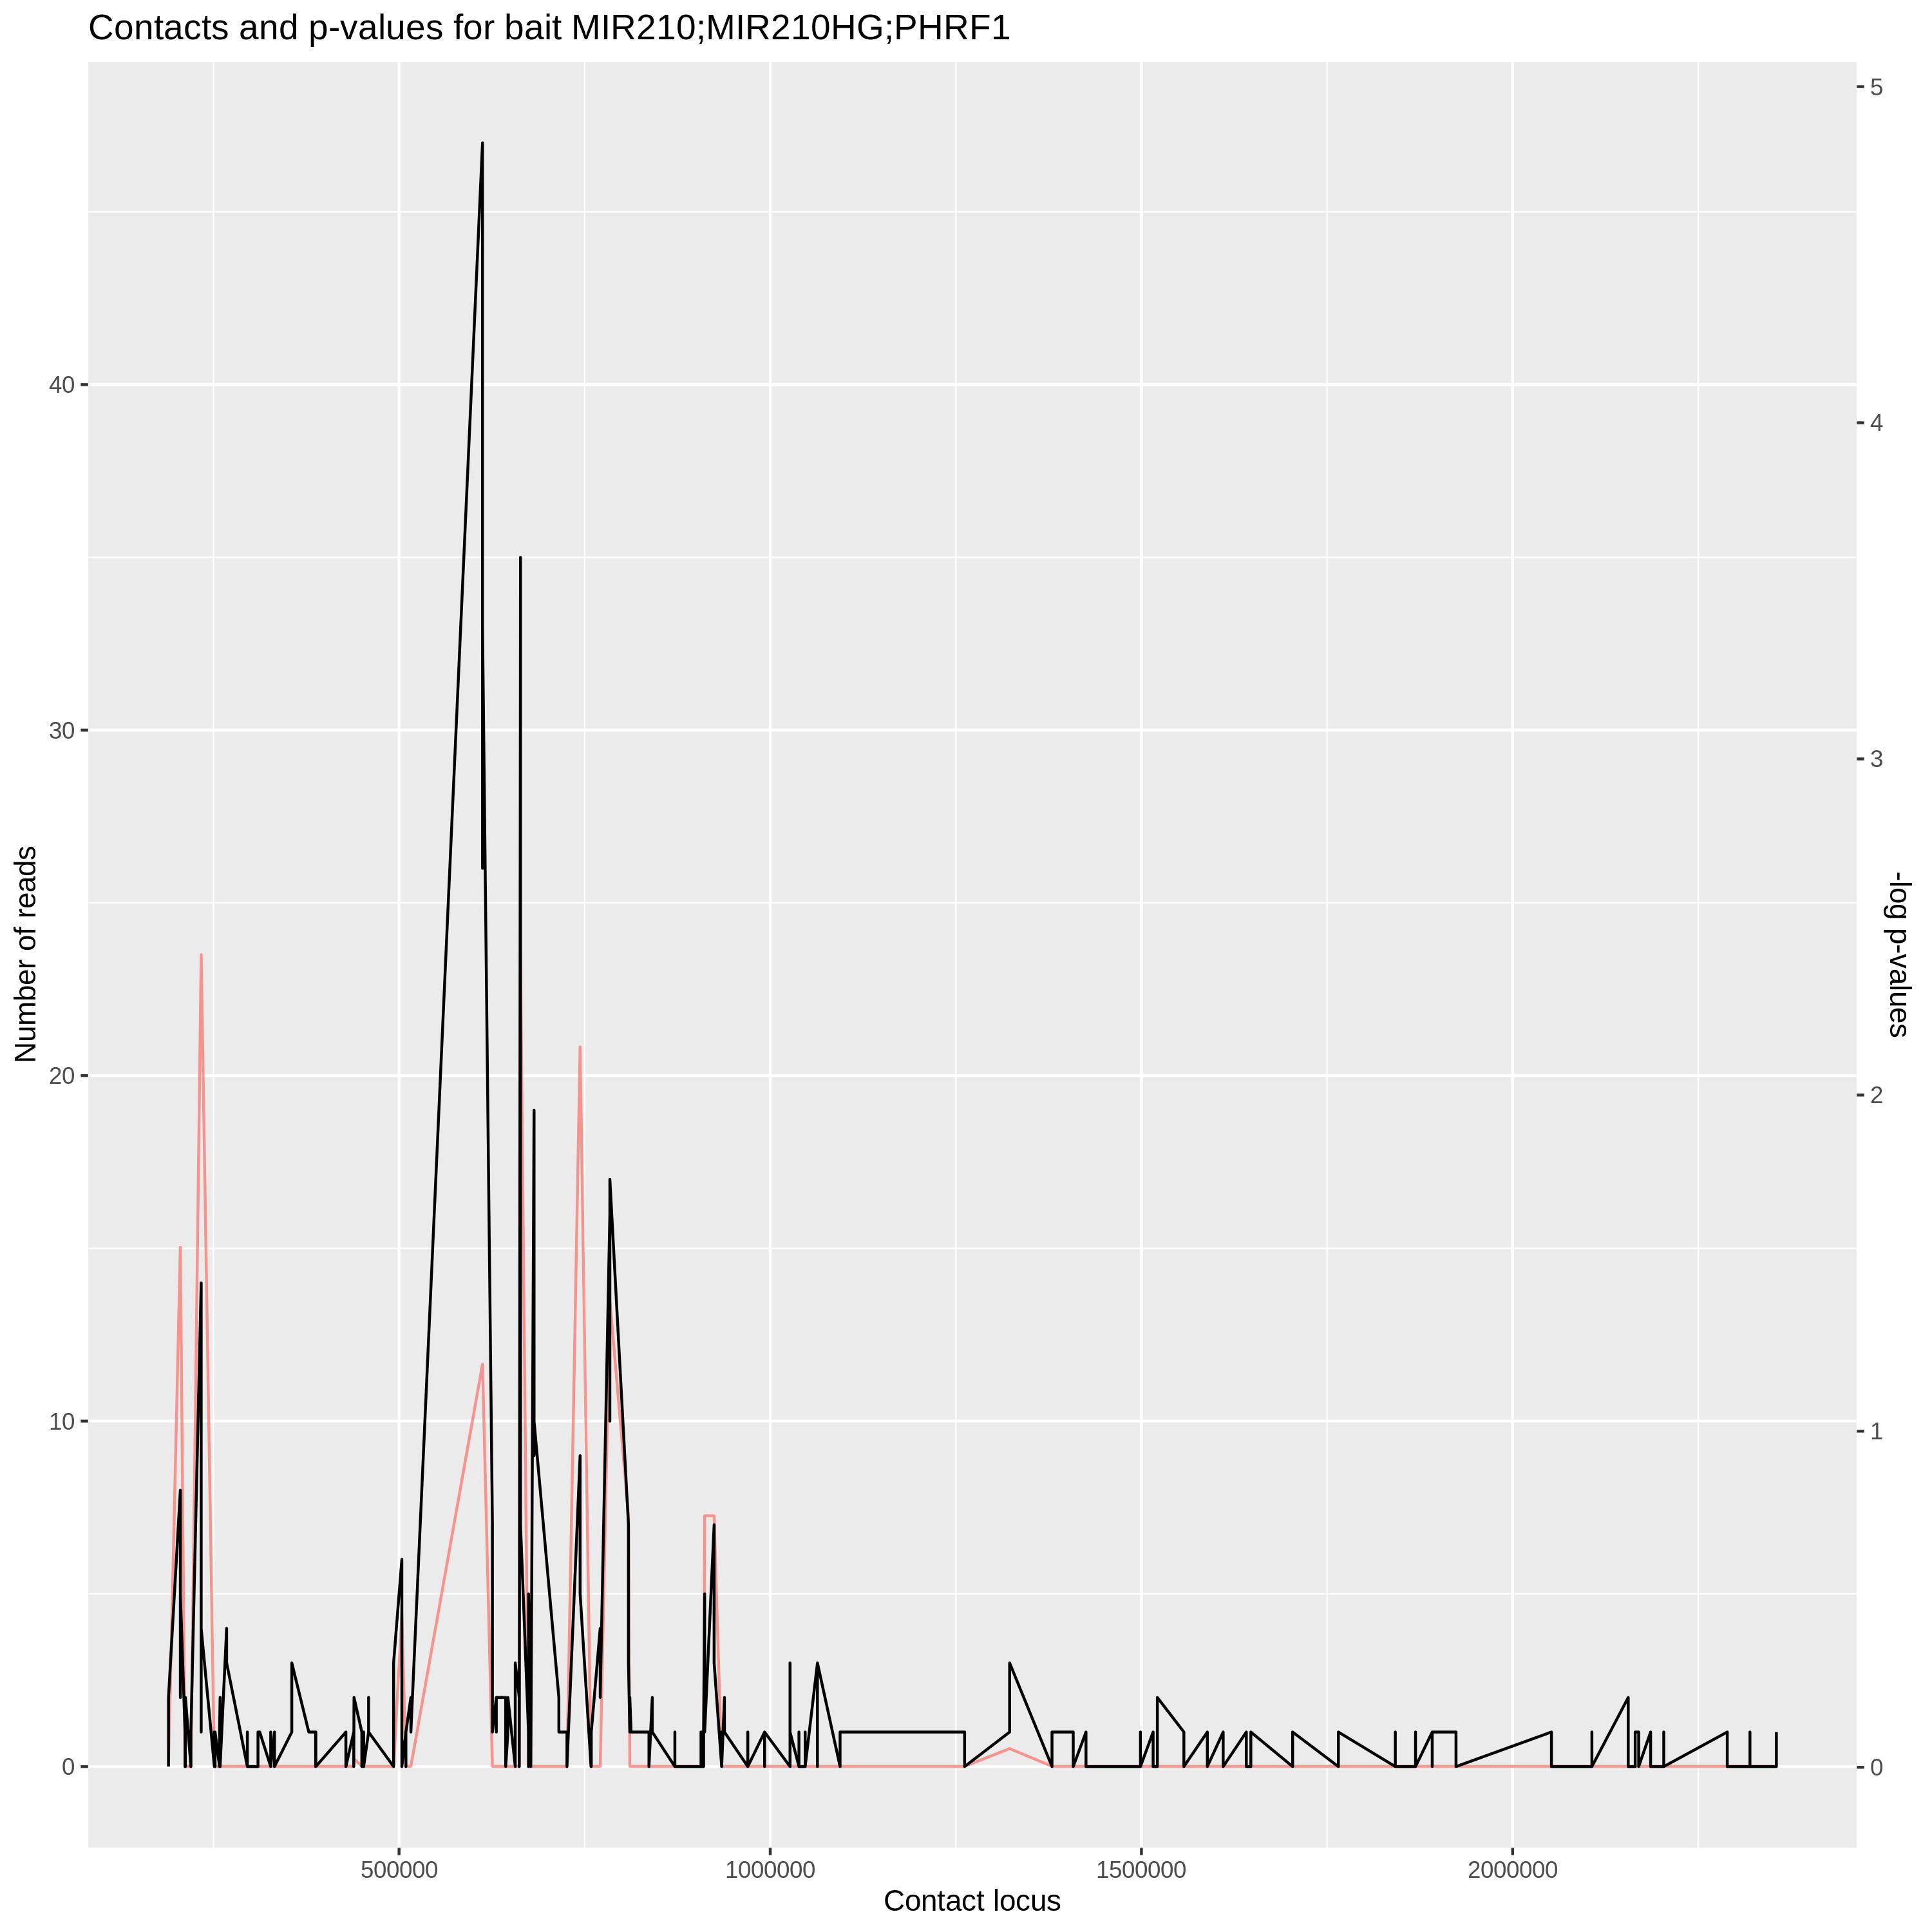 Contacts and p-values for bait MIR210;MIR210HG;PHRF1
5
4
3
2
1
0
40
30
20
10
0
Number of reads
-log p-values
500000 1000000 1500000 2000000
Contact locus